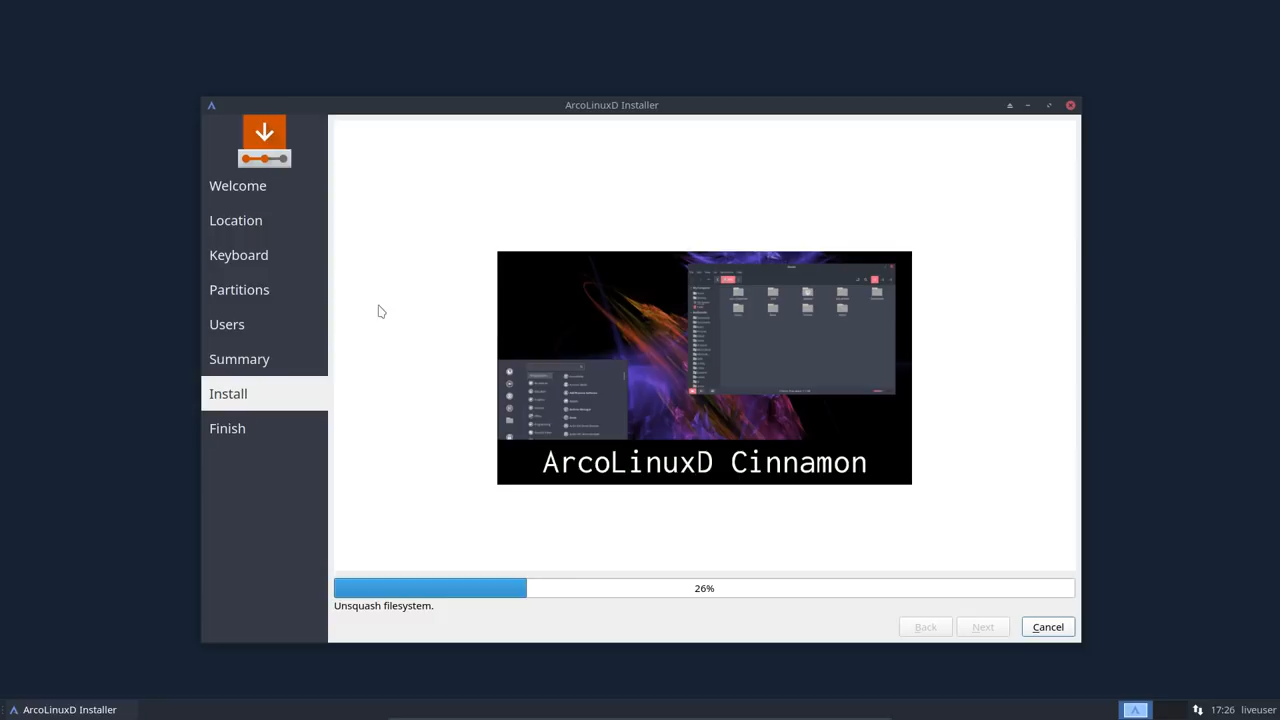 ArcoLinuxD Installer
Welcome
Location
Keyboard
Partitions
Users
Summary
Install
Finish
ArcoLinuxD Cinnamon
26%
Unsquash filesystem.
Back
Next
Cancel
ArcoLinuxD Installer
17:26
liveuser